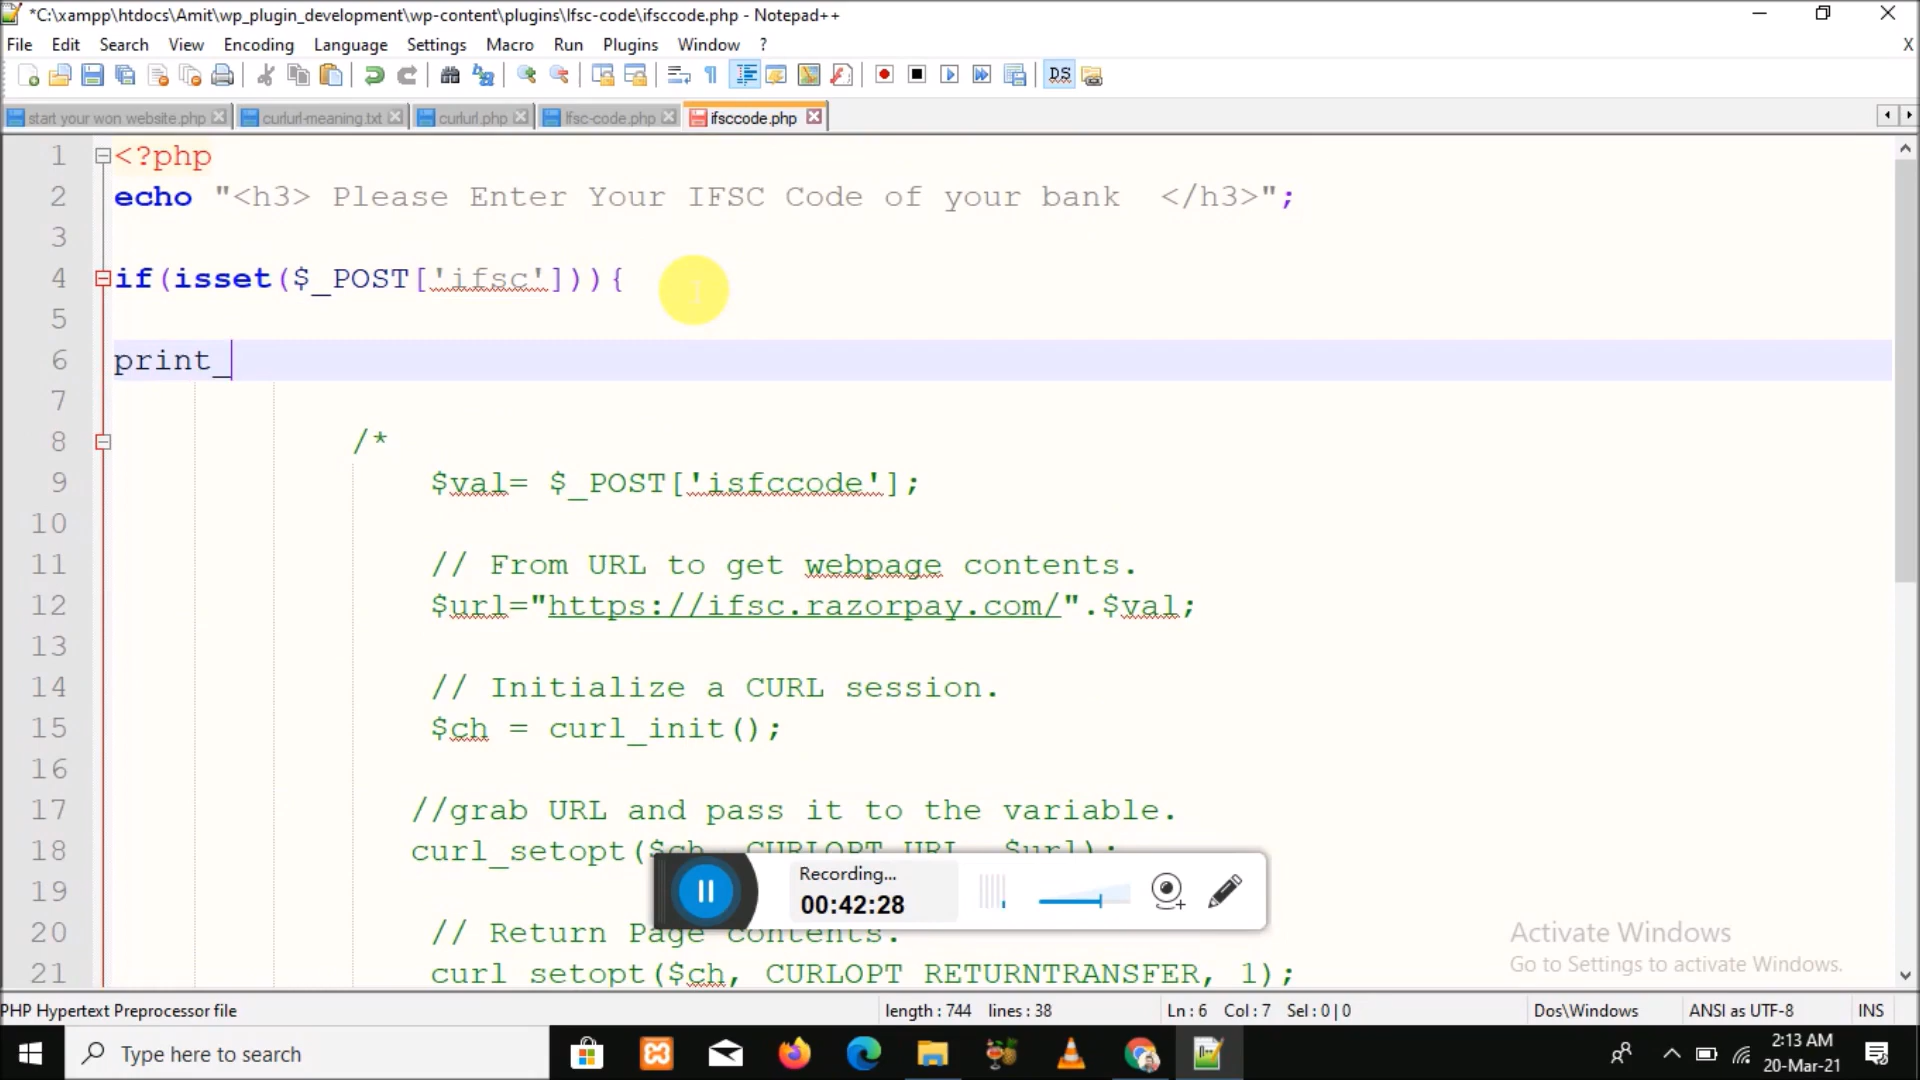 *C:\xampp\htdocs\Amit\wp_plugin_development\wp-content\plugins\Ifsc-code\ifsccode.php - Notepad++
File Edit Search View Encoding Language Settings Macro Run Plugins Window ? X
start your won website.php curlurl-meaning.txt curlurl.php Ifsc-code.php ifsccode.php
1 <?php
2 echo "<h3> Please Enter Your IFSC Code of your bank </h3>";
3
4 if(isset($_POST['ifsc'])){
5
6 print_
7
8 /*
9 $val= $_POST['isfccode'];
10
11 // From URL to get webpage contents.
12 $url="https://ifsc.razorpay.com/".$val;
13
14 // Initialize a CURL session.
15 $ch = curl_init();
16
17 //grab URL and pass it to the variable.
18 curl_setopt($ch, CURLOPT_URL, $url);
19
20 // Return Page contents.
21 curl_setopt($ch, CURLOPT_RETURNTRANSFER, 1);
Recording...
00:42:28
Activate Windows
Go to Settings to activate Windows.
PHP Hypertext Preprocessor file length : 744 lines : 38 Ln : 6 Col : 7 Sel : 0 | 0 Dos\Windows ANSI as UTF-8 INS
Type here to search
2:13 AM
20-Mar-21